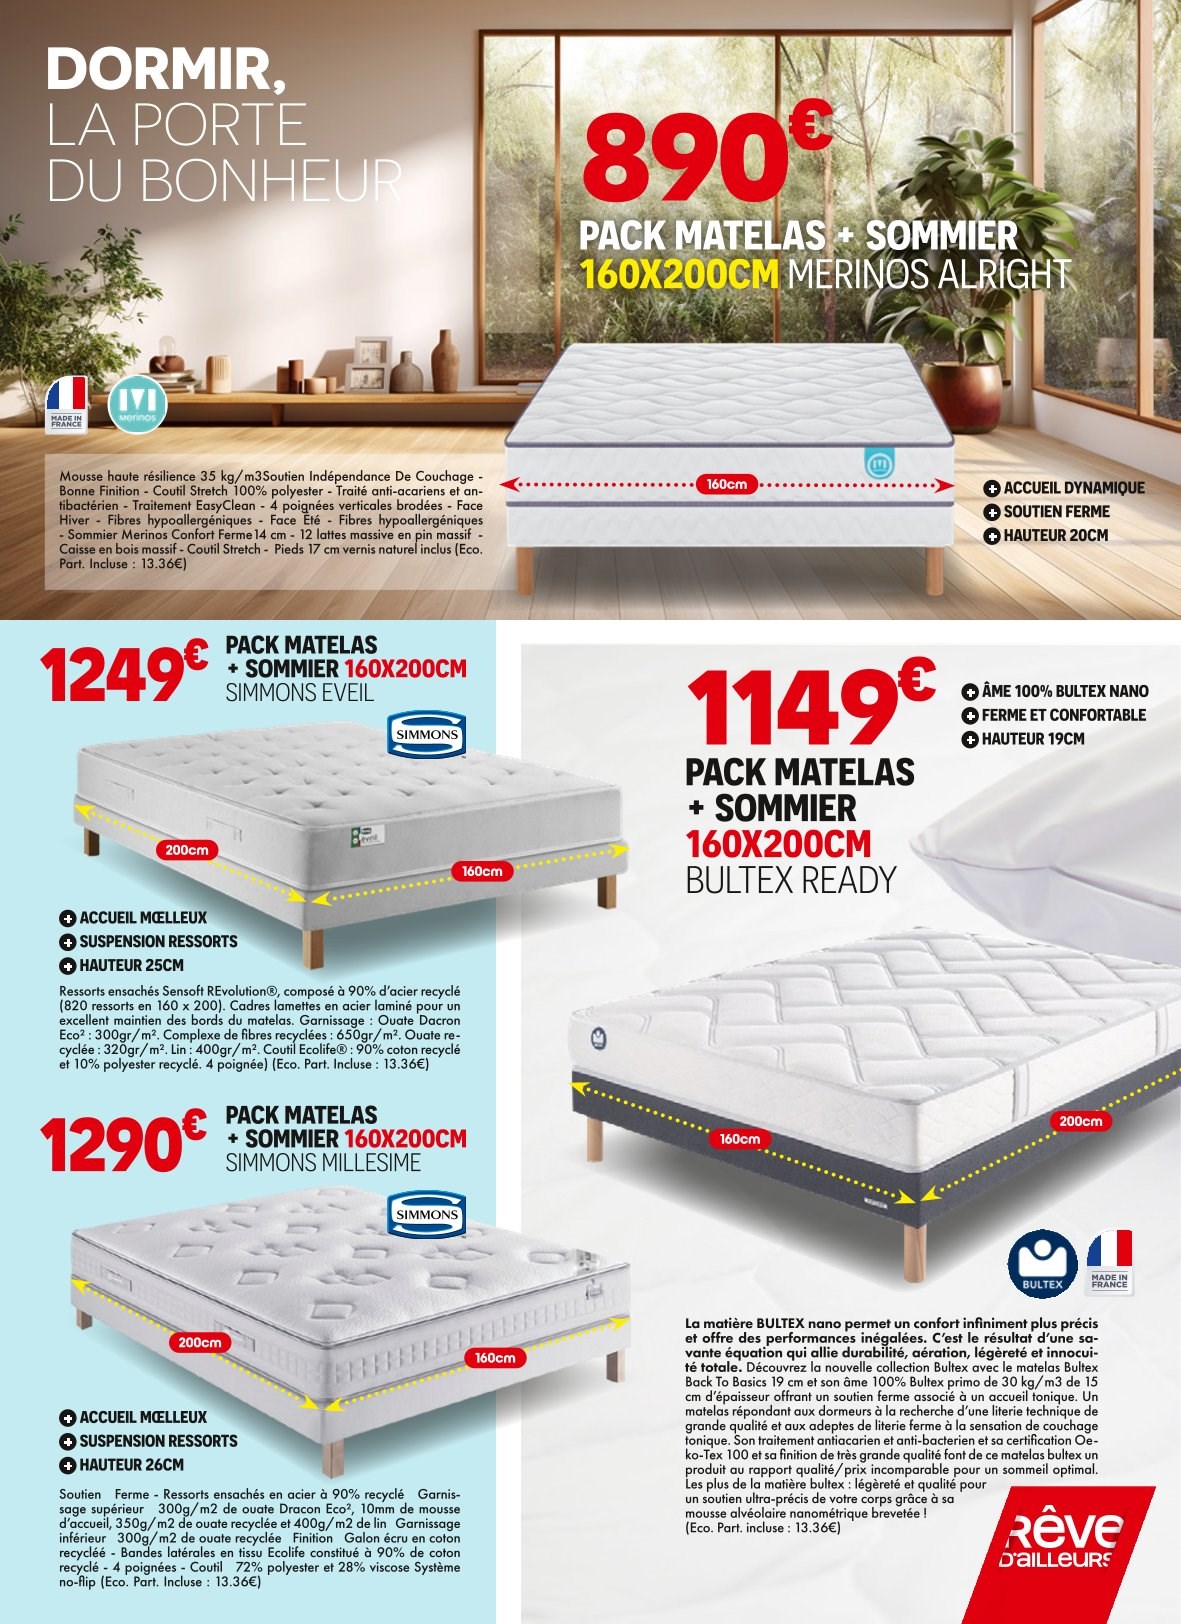 DORMIR,
LA PORTE
DU BONHEUR
890€
PACK MATELAS + SOMMIER
160X200CM MERINOS ALRIGHT
MADE IN
FRANCE
Merinos
Mousse haute résilience 35 kg/m3Soutien Indépendance De Couchage -
Bonne Finition - Coutil Stretch 100% polyester - Traité anti-acariens et an-
tibactérien - Traitement EasyClean - 4 poignées verticales brodées - Face
Hiver - Fibres hypoallergéniques - Face Été - Fibres hypoallergéniques
- Sommier Merinos Confort Ferme14 cm - 12 lattes massive en pin massif -
Caisse en bois massif - Coutil Stretch - Pieds 17 cm vernis naturel inclus (Eco.
Part. Incluse : 13.36€)
160cm
ACCUEIL DYNAMIQUE
SOUTIEN FERME
HAUTEUR 20CM
1249€
PACK MATELAS
+ SOMMIER 160X200CM
SIMMONS EVEIL
SIMMONS
eveil
200cm
160cm
ACCUEIL MŒLLEUX
SUSPENSION RESSORTS
HAUTEUR 25CM
Ressorts ensachés Sensoft REvolution®, composé à 90% d'acier recyclé
(820 ressorts en 160 x 200). Cadres lamettes en acier laminé pour un
excellent maintien des bords du matelas. Garnissage : Ouate Dacron
Eco² : 300gr/m². Complexe de fibres recyclées : 650gr/m². Ouate re-
cyclée : 320gr/m². Lin : 400gr/m². Coutil Ecolife® : 90% coton recyclé
et 10% polyester recyclé. 4 poignée) (Eco. Part. Incluse : 13.36€)
1290€
PACK MATELAS
+ SOMMIER 160X200CM
SIMMONS MILLESIME
SIMMONS
200cm
160cm
ACCUEIL MŒLLEUX
SUSPENSION RESSORTS
HAUTEUR 26CM
Soutien Ferme - Ressorts ensachés en acier à 90% recyclé Garnis-
sage supérieur 300g/m2 de ouate Dracon Eco², 10mm de mousse
d'accueil, 350g/m2 de ouate recyclée et 400g/m2 de lin Garnissage
inférieur 300g/m2 de ouate recyclée Finition Galon écru en coton
recycléé - Bandes latérales en tissu Ecolife constitué à 90% de coton
recyclé - 4 poignées - Coutil 72% polyester et 28% viscose Système
no-flip (Eco. Part. Incluse : 13.36€)
1149€
ÂME 100% BULTEX NANO
FERME ET CONFORTABLE
HAUTEUR 19CM
PACK MATELAS
+ SOMMIER
160X200CM
BULTEX READY
160cm
200cm
BULTEX
MADE IN
FRANCE
La matière BULTEX nano permet un confort infiniment plus précis
et offre des performances inégalées. C'est le résultat d'une sa-
vante équation qui allie durabilité, aération, légèreté et innocui-
té totale. Découvrez la nouvelle collection Bultex avec le matelas Bultex
Back To Basics 19 cm et son âme 100% Bultex primo de 30 kg/m3 de 15
cm d'épaisseur offrant un soutien ferme associé à un accueil tonique. Un
matelas répondant aux dormeurs à la recherche d'une literie technique de
grande qualité et aux adeptes de literie ferme à la sensation de couchage
tonique. Son traitement antiacarien et anti-bacterien et sa certification Oe-
ko-Tex 100 et sa finition de très grande qualité font de ce matelas bultex un
produit au rapport qualité/prix incomparable pour un sommeil optimal.
Les plus de la matière bultex : légèreté et qualité pour
un soutien ultra-précis de votre corps grâce à sa
mousse alvéolaire nanométrique brevetée !
(Eco. Part. incluse : 13.36€)
RÊVE
D'AILLEURS